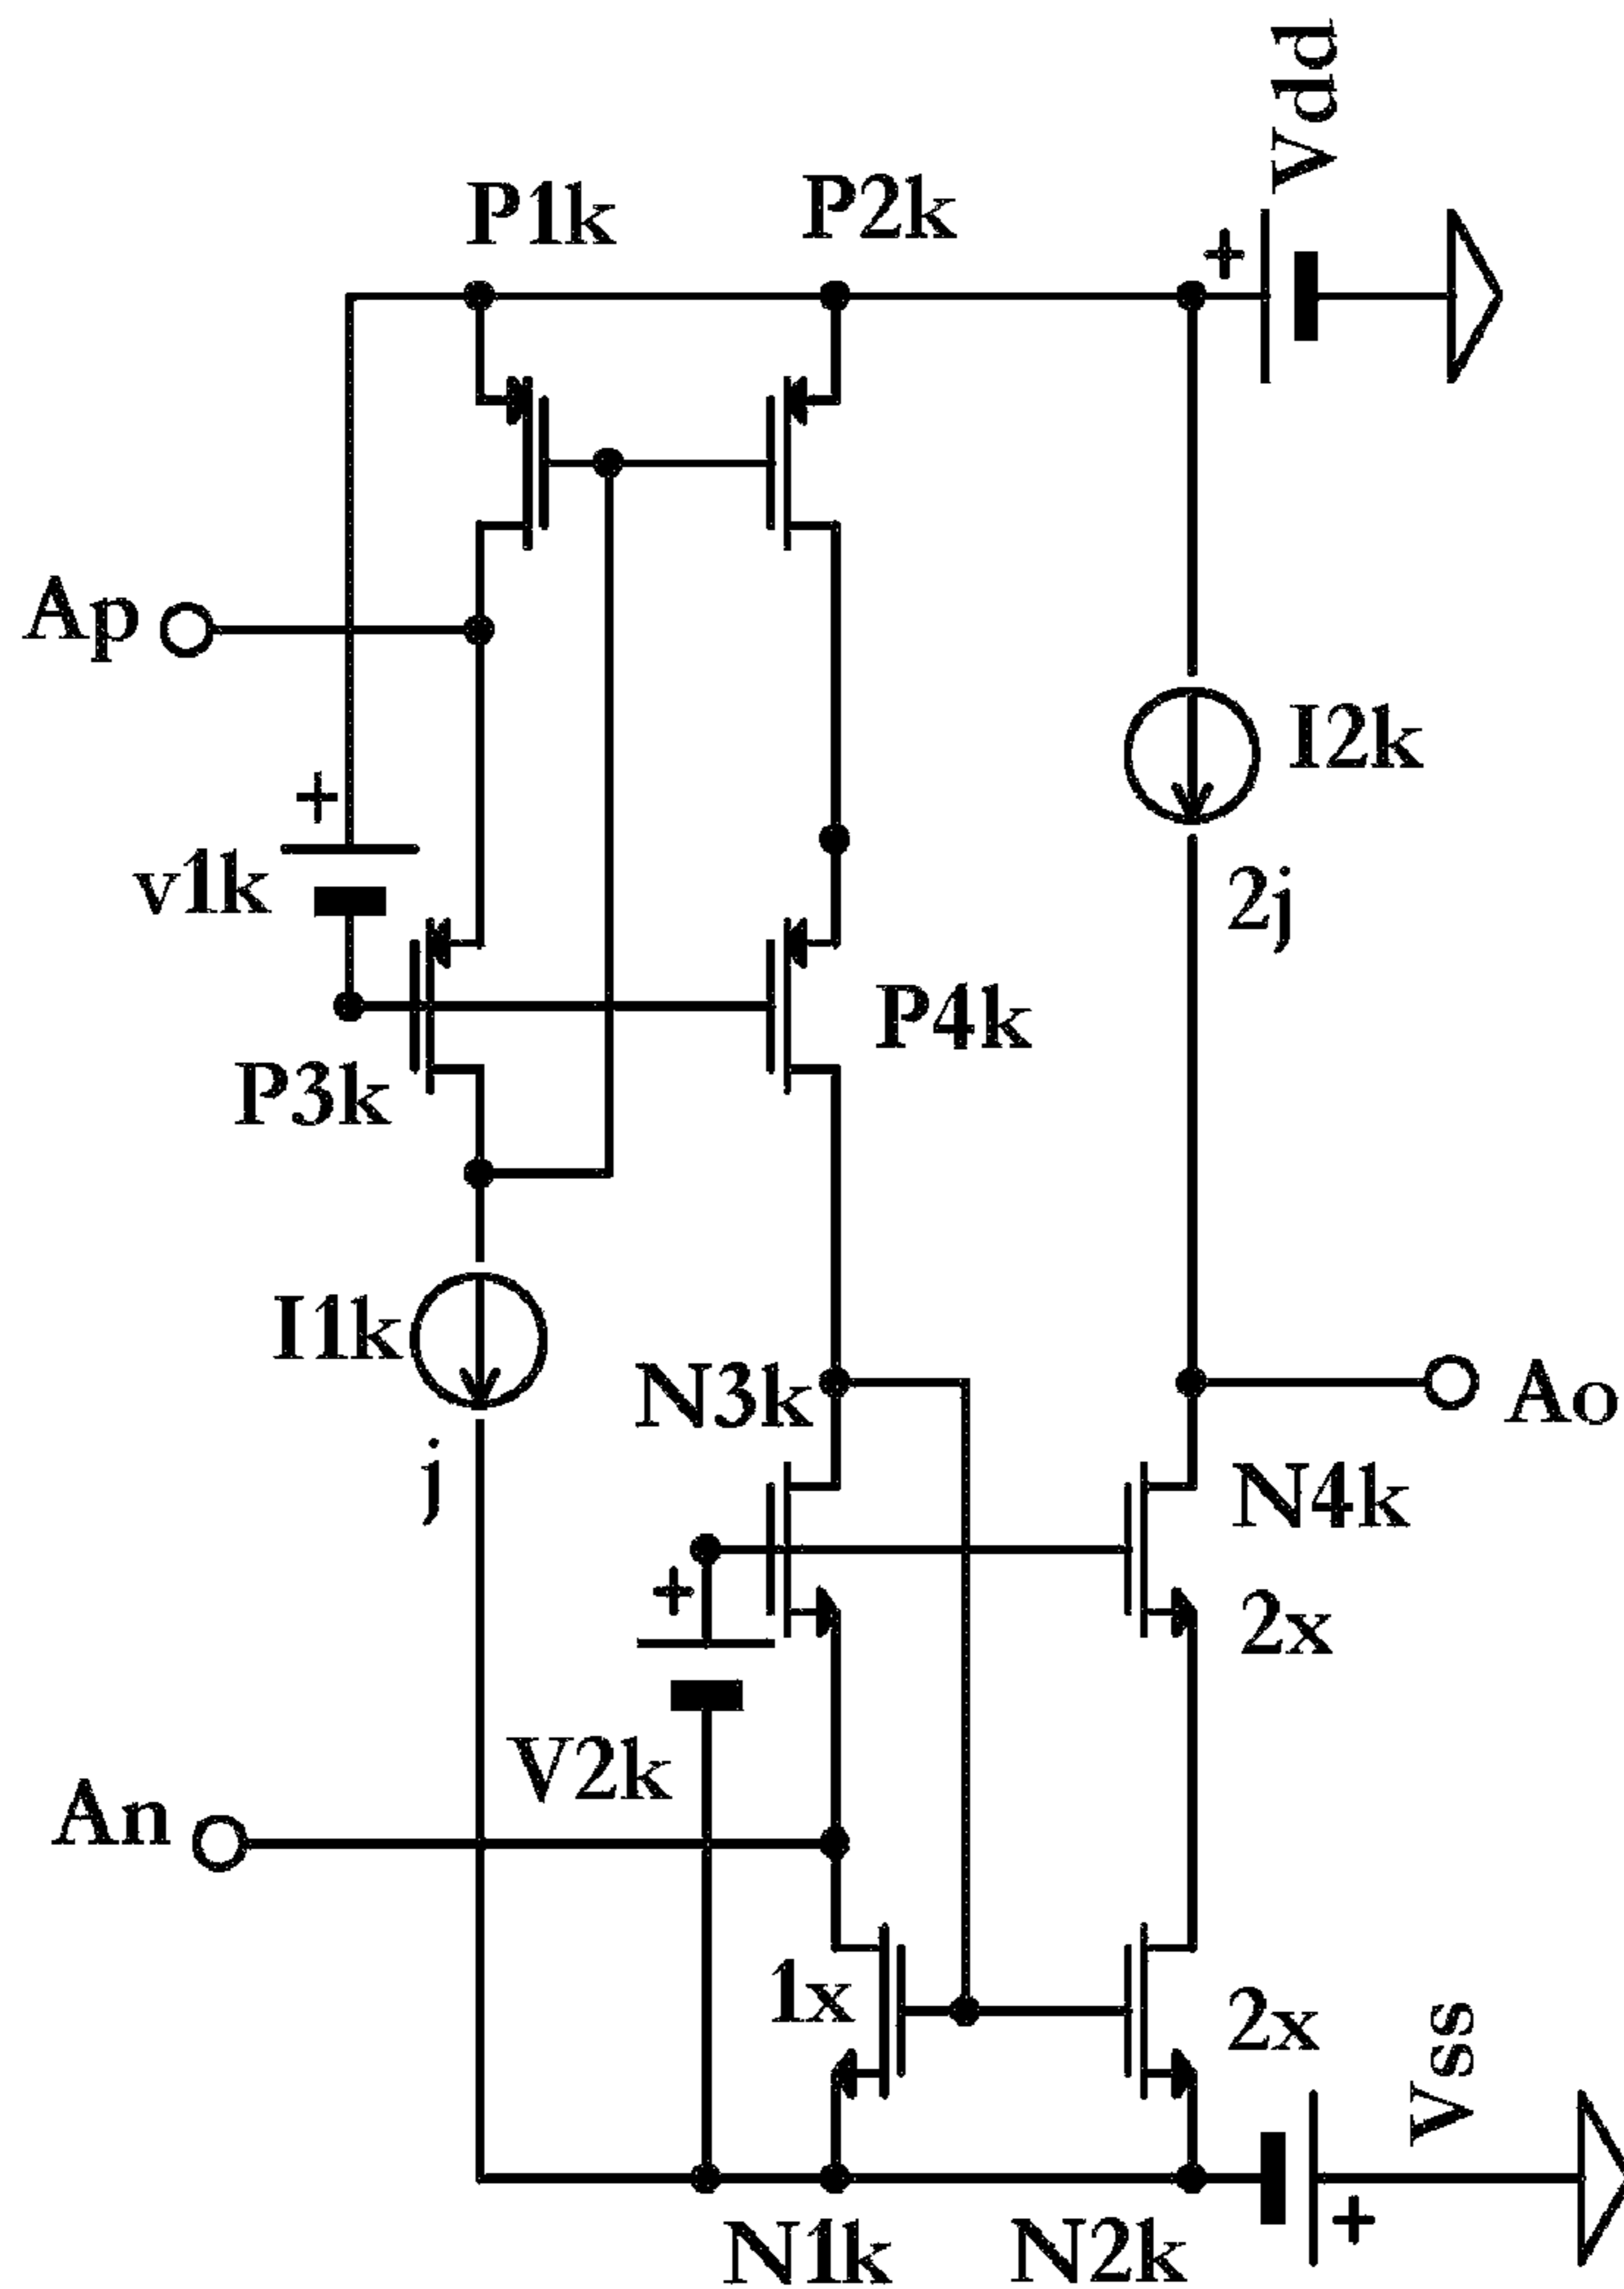 Vdd
P1k
P2k
+
Ap
I2k
+
v1k
2j
P4k
P3k
I1k
N3k
Ao
j
N4k
+
2x
V2k
An
1x
2x
Vss
+
N1k
N2k